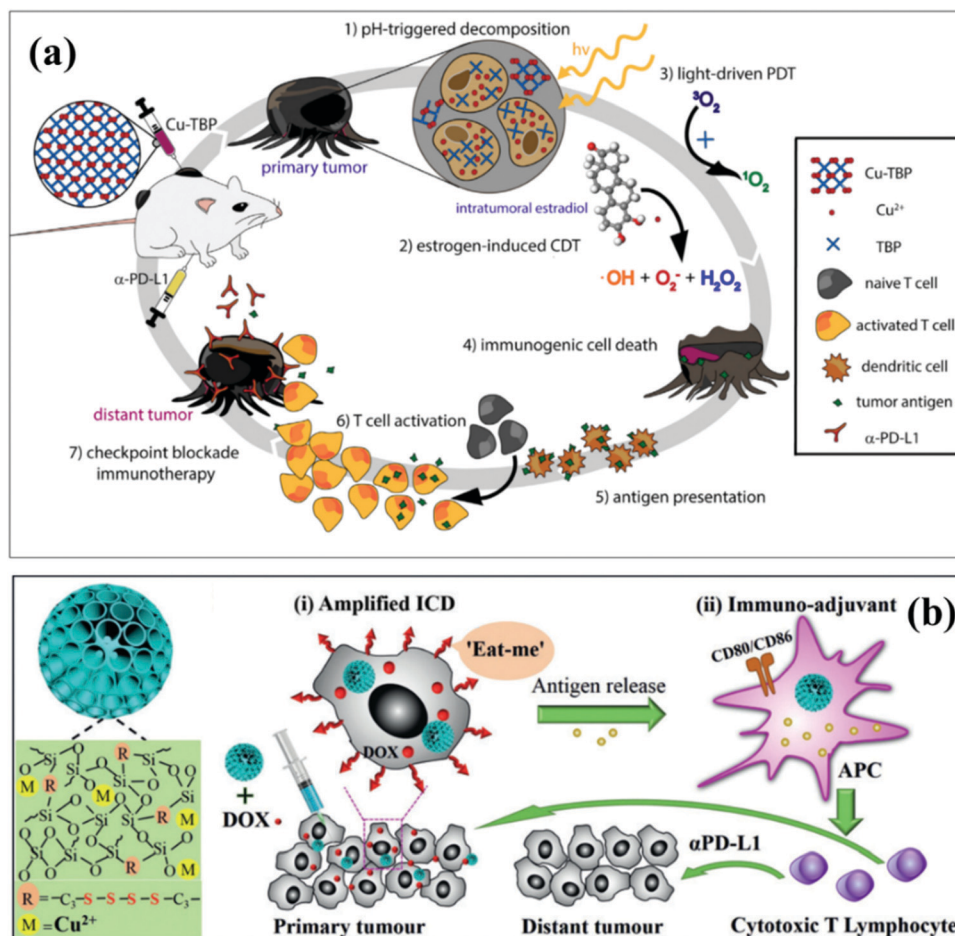 (a)
1) pH-triggered decomposition
hν
3) light-driven PDT
³O₂
+
¹O₂
Cu-TBP
primary tumor
intratumoral estradiol
2) estrogen-induced CDT
·OH + O₂⁻ + H₂O₂
α-PD-L1
4) immunogenic cell death
distant tumor
6) T cell activation
7) checkpoint blockade
immunotherapy
5) antigen presentation
Cu-TBP
Cu²⁺
TBP
naive T cell
activated T cell
dendritic cell
tumor antigen
α-PD-L1
(b)
(i) Amplified ICD
(ii) Immuno-adjuvant
'Eat-me'
CD80/CD86
Antigen release
DOX
APC
+
DOX
αPD-L1
Primary tumour
Distant tumour
Cytotoxic T Lymphocyte
R = C₃-S-S-S-S-C₃-
M = Cu²⁺